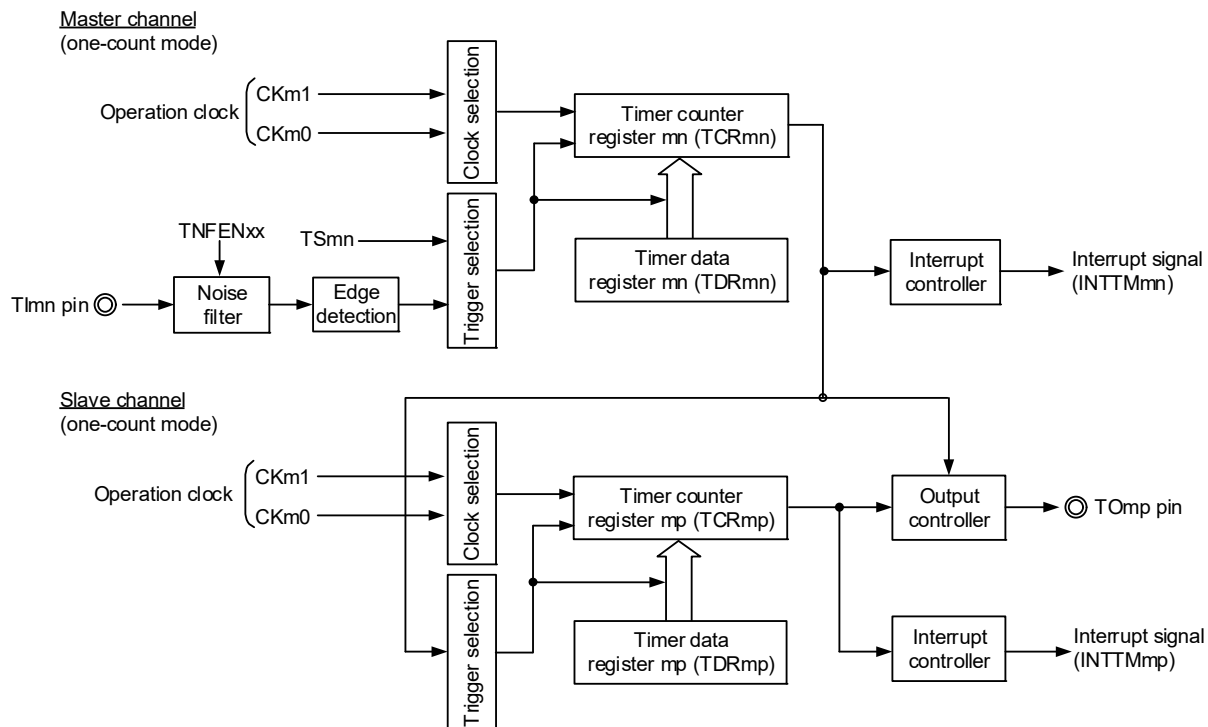 Master channel
(one-count mode)
Operation clock
CKm1
CKm0
Clock selection
Timer counter
register mn (TCRmn)
TNFENxx
TSmn
Trigger selection
Timer data
register mn (TDRmn)
TImn pin
Noise
filter
Edge
detection
Interrupt
controller
Interrupt signal
(INTTMmn)
Slave channel
(one-count mode)
Operation clock
CKm1
CKm0
Clock selection
Timer counter
register mp (TCRmp)
Output
controller
TOmp pin
Trigger selection
Timer data
register mp (TDRmp)
Interrupt
controller
Interrupt signal
(INTTMmp)